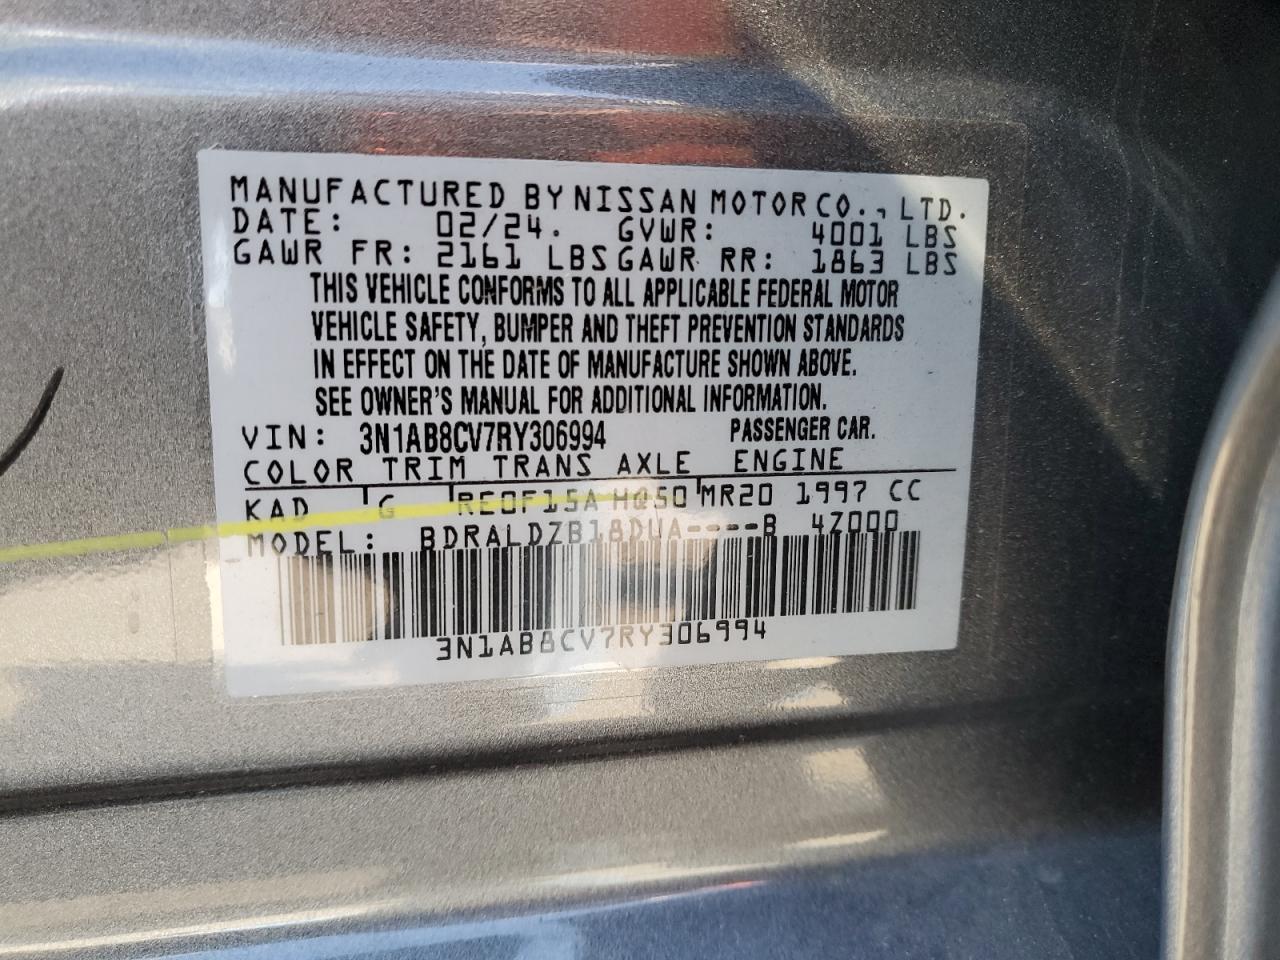 MANUFACTURED BY NISSAN MOTOR CO., LTD.
DATE: 02/24. GVWR: 4001 LBS
GAWR FR: 2161 LBS GAWR RR: 1863 LBS
THIS VEHICLE CONFORMS TO ALL APPLICABLE FEDERAL MOTOR
VEHICLE SAFETY, BUMPER AND THEFT PREVENTION STANDARDS
IN EFFECT ON THE DATE OF MANUFACTURE SHOWN ABOVE.
SEE OWNER'S MANUAL FOR ADDITIONAL INFORMATION.
VIN: 3N1AB8CV7RY306994 PASSENGER CAR.
COLOR TRIM TRANS AXLE ENGINE
KAD G RE0F15A HQ50 MR20 1997 CC
MODEL: BDRALDZB18DUA----B 4Z000
3N1AB8CV7RY306994